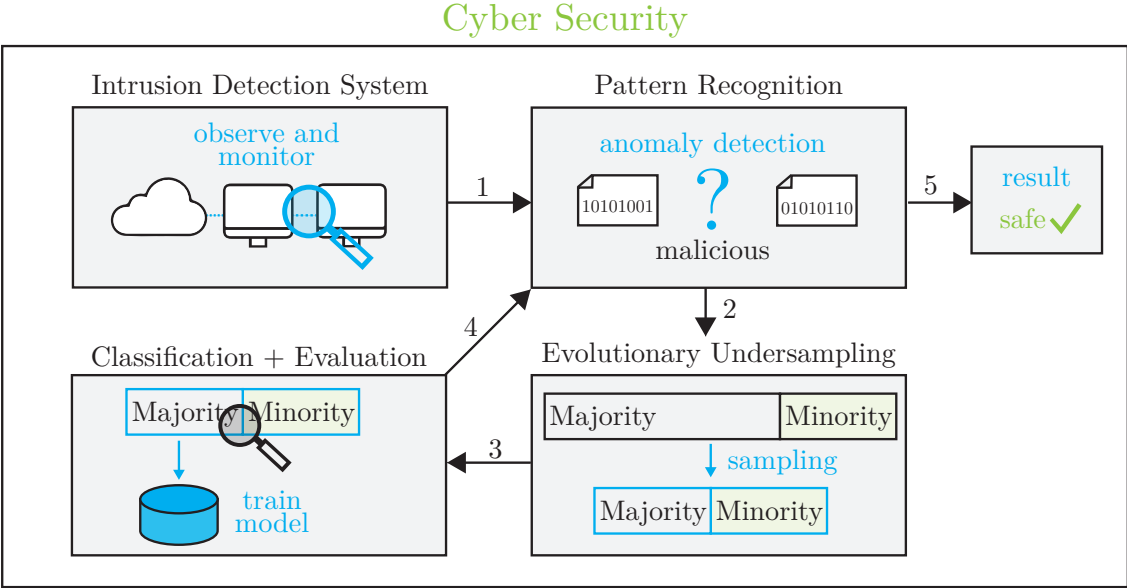 Cyber Security
Intrusion Detection System
observe and
monitor
1
Pattern Recognition
anomaly detection
10101001
?
01010110
malicious
5
result
safe
2
4
Classification + Evaluation
Majority Minority
train
model
3
Evolutionary Undersampling
Majority Minority
sampling
Majority Minority